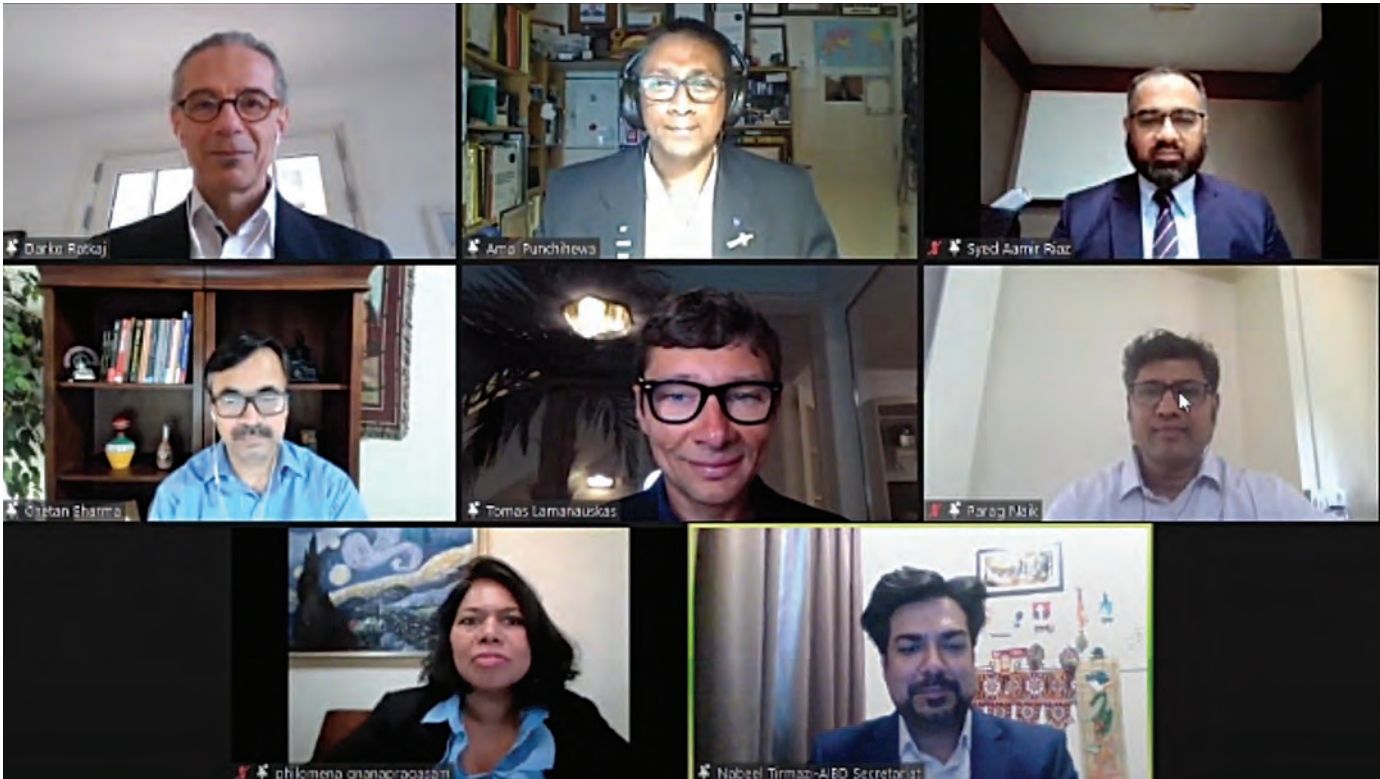 Darko Ratkaj
Amal Punchihewa
Syed Aamir Riaz
Chetan Sharma
Tomas Lamanauskas
Parag Naik
philomena gnanapragasam
Nabeel Tirmazi-AIBD Secretariat